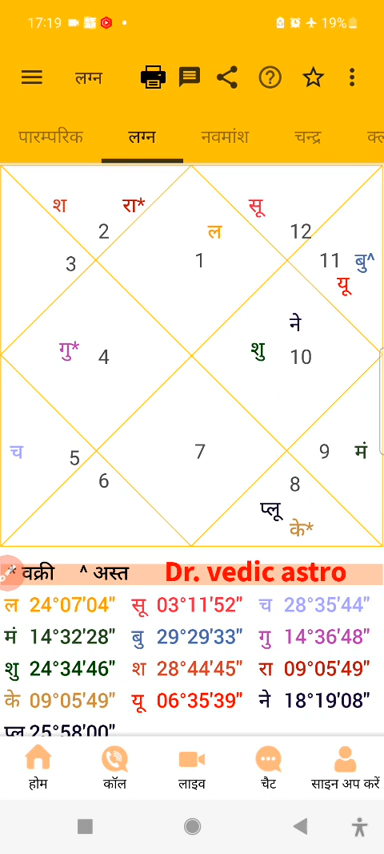 17:19 19%
लग्न
पारम्परिक लग्न नवमांश चन्द्र
श रा* सू
2 ल 12
3 1 11 बु^
यू
ने
गु* 4 शु 10
च 5 7 9 मं
6 8
प्लू
के*
* वक्री ^ अस्त Dr. vedic astro
ल 24°07'04" सू 03°11'52" च 28°35'44"
मं 14°32'28" बु 29°29'33" गु 14°36'48"
शु 24°34'46" श 28°44'45" रा 09°05'49"
के 09°05'49" यू 06°35'39" ने 18°19'08"
प्लू 25°58'00"
होम कॉल लाइव चैट साइन अप करें